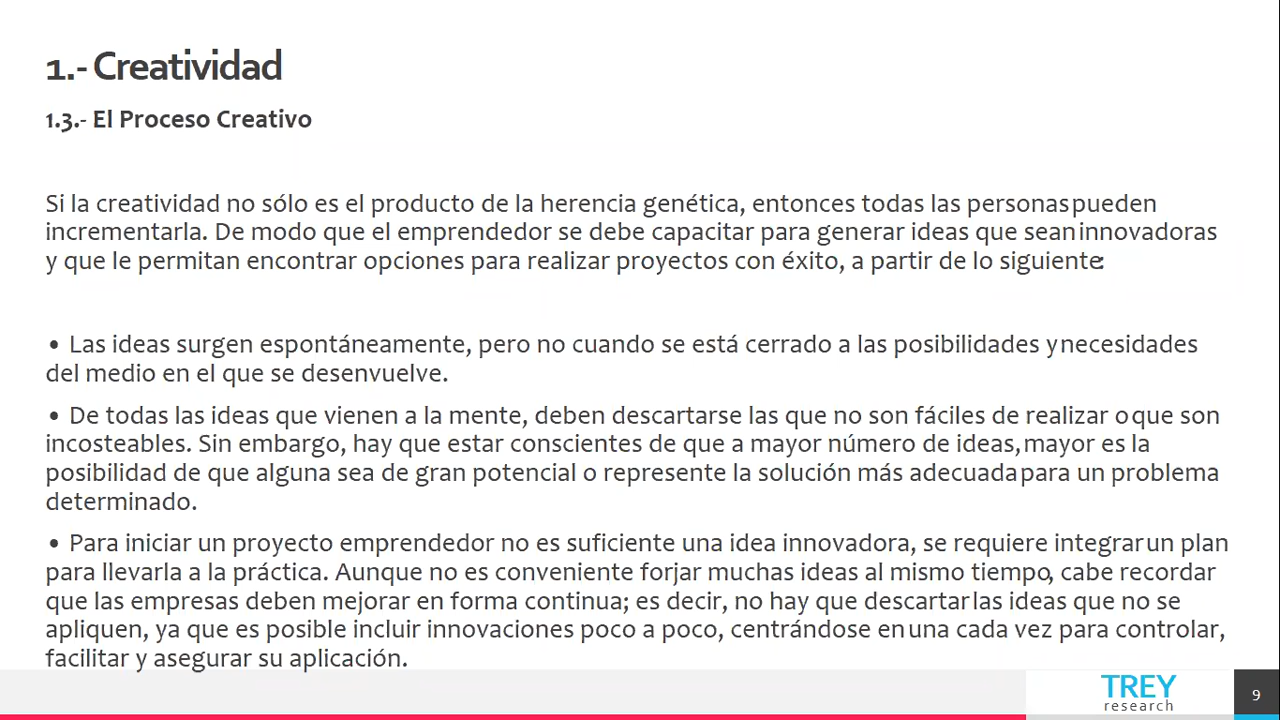 1.- Creatividad
1.3.- El Proceso Creativo
Si la creatividad no sólo es el producto de la herencia genética, entonces todas las personas pueden
incrementarla. De modo que el emprendedor se debe capacitar para generar ideas que sean innovadoras
y que le permitan encontrar opciones para realizar proyectos con éxito, a partir de lo siguiente:
• Las ideas surgen espontáneamente, pero no cuando se está cerrado a las posibilidades y necesidades
del medio en el que se desenvuelve.
• De todas las ideas que vienen a la mente, deben descartarse las que no son fáciles de realizar o que son
incosteables. Sin embargo, hay que estar conscientes de que a mayor número de ideas, mayor es la
posibilidad de que alguna sea de gran potencial o represente la solución más adecuada para un problema
determinado.
• Para iniciar un proyecto emprendedor no es suficiente una idea innovadora, se requiere integrar un plan
para llevarla a la práctica. Aunque no es conveniente forjar muchas ideas al mismo tiempo, cabe recordar
que las empresas deben mejorar en forma continua; es decir, no hay que descartar las ideas que no se
apliquen, ya que es posible incluir innovaciones poco a poco, centrándose en una cada vez para controlar,
facilitar y asegurar su aplicación.
TREY
research
9